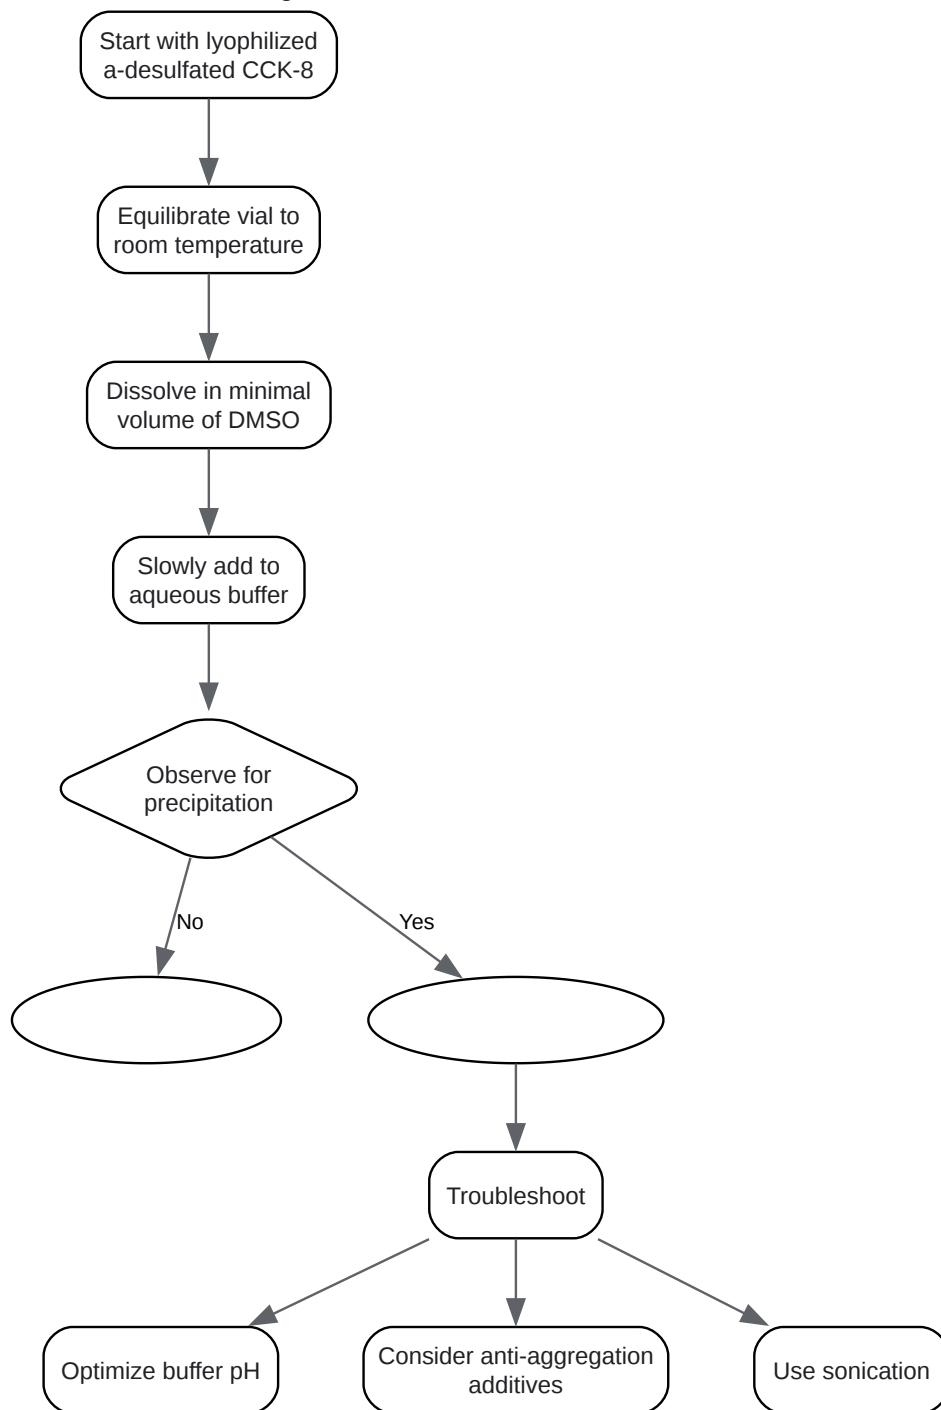 Start with lyophilized
a-desulfated CCK-8
Equilibrate vial to
room temperature
Dissolve in minimal
volume of DMSO
Slowly add to
aqueous buffer
Observe for
precipitation
No
Yes
Troubleshoot
Optimize buffer pH
Consider anti-aggregation
additives
Use sonication